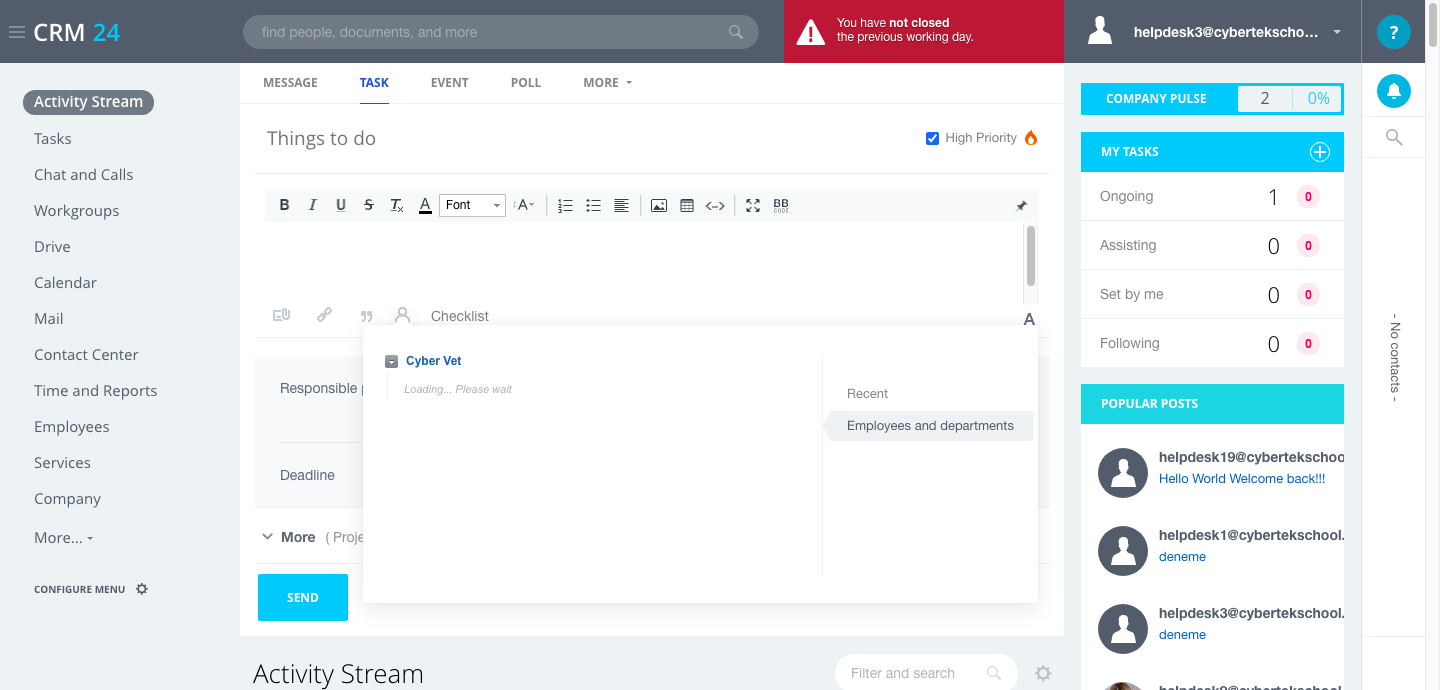 CRM 24
find people, documents, and more
You have not closed
the previous working day.
helpdesk3@cybertekscho...
?
Activity Stream
Tasks
Chat and Calls
Workgroups
Drive
Calendar
Mail
Contact Center
Time and Reports
Employees
Services
Company
More...
CONFIGURE MENU
MESSAGE TASK EVENT POLL MORE
Things to do
High Priority
B I U S Tx A Font A BB CODE
Checklist
A
Cyber Vet
Loading... Please wait
Recent
Employees and departments
Responsible
Deadline
More ( Proje
SEND
Activity Stream
Filter and search
COMPANY PULSE 2 0%
MY TASKS
Ongoing 1 0
Assisting 0 0
Set by me 0 0
Following 0 0
POPULAR POSTS
helpdesk19@cybertekschoo
Hello World Welcome back!!!
helpdesk1@cybertekschool.
deneme
helpdesk3@cybertekschool.
deneme
- No contacts -